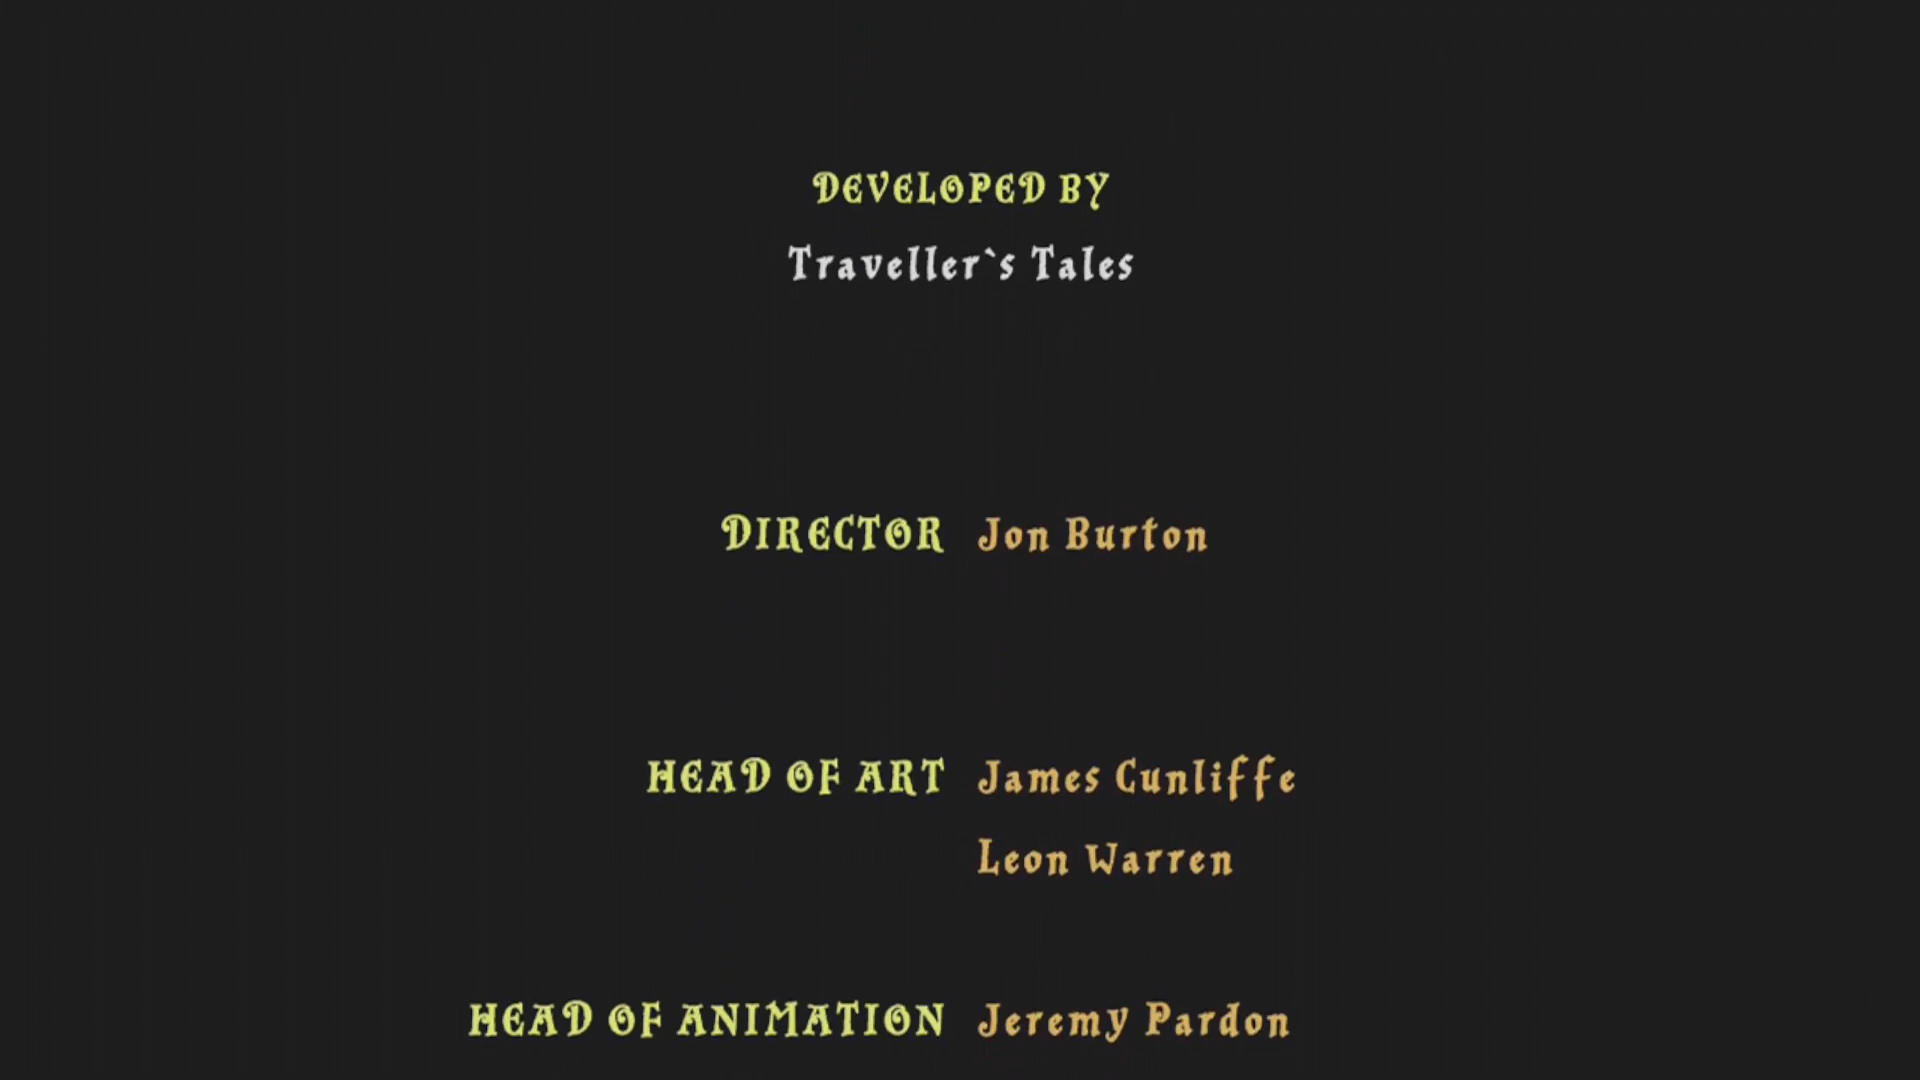 DEVELOPED BY
Traveller`s Tales
DIRECTOR Jon Burton
HEAD OF ART James Cunliffe
Leon Warren
HEAD OF ANIMATION Jeremy Pardon